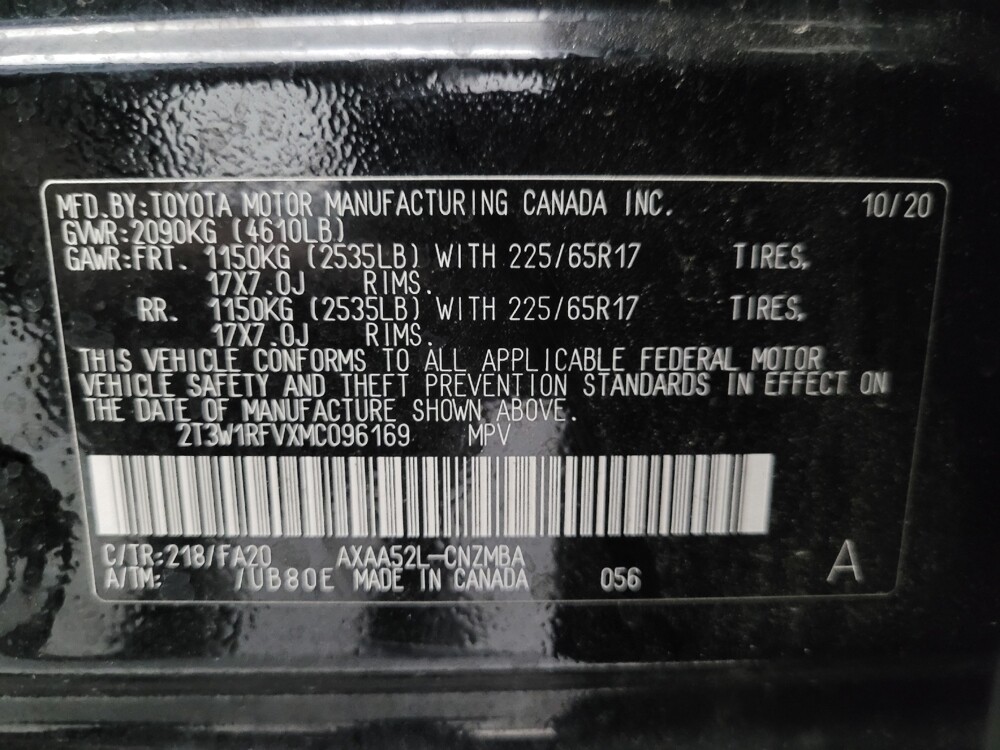 MFD.BY:TOYOTA MOTOR MANUFACTURING CANADA INC. 10/20
GVWR:2090KG (4610LB)
GAWR:FRT. 1150KG (2535LB) WITH 225/65R17 TIRES,
17X7.0J RIMS.
RR. 1150KG (2535LB) WITH 225/65R17 TIRES,
17X7.0J RIMS.
THIS VEHICLE CONFORMS TO ALL APPLICABLE FEDERAL MOTOR
VEHICLE SAFETY AND THEFT PREVENTION STANDARDS IN EFFECT ON
THE DATE OF MANUFACTURE SHOWN ABOVE.
2T3W1RFVXMC096169 MPV
C/TR:218/FA20 AXAA52L-CNZMBA
A/TM: /UB80E MADE IN CANADA 056 A